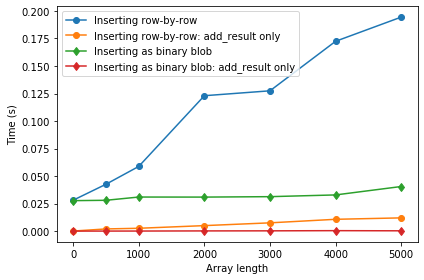 0.200
0.175
0.150
0.125
0.100
0.075
0.050
0.025
0.000
Time (s)
Inserting row-by-row
Inserting row-by-row: add_result only
Inserting as binary blob
Inserting as binary blob: add_result only
0 1000 2000 3000 4000 5000
Array length